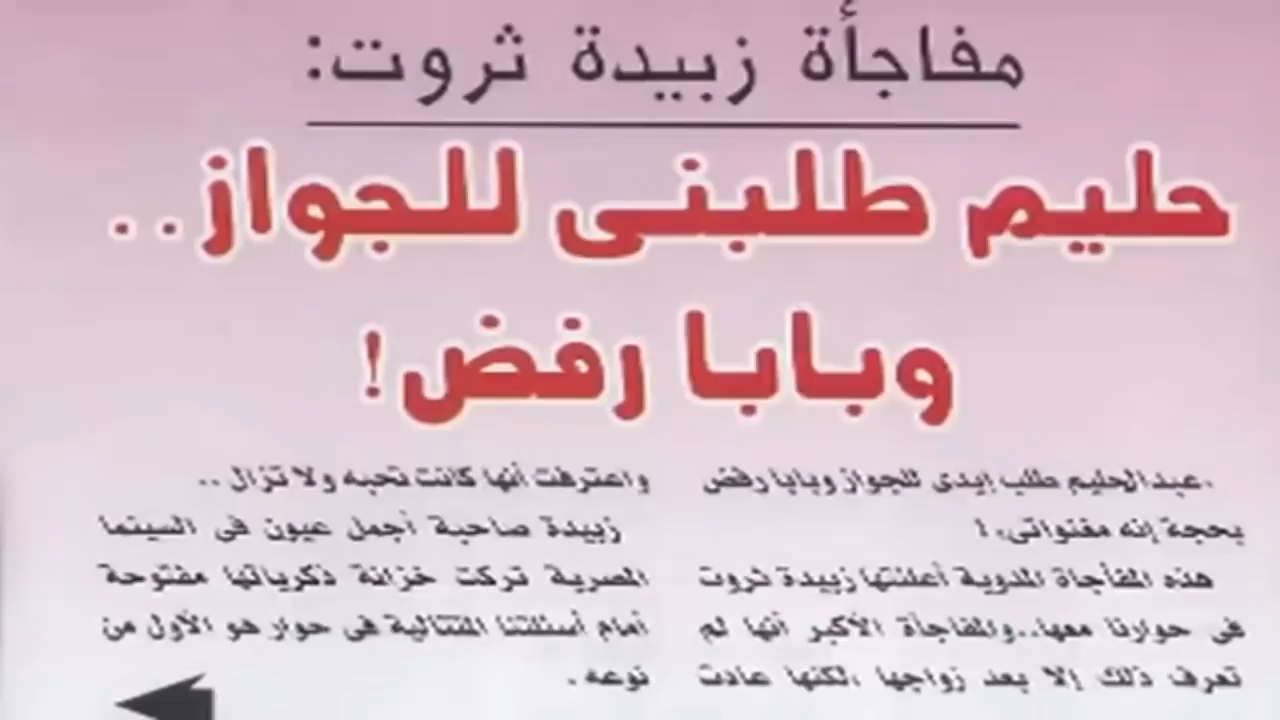 مفاجأة زبيدة ثروت:
حليم طلبنى للجواز..
وبابا رفض!
.عبدالحليم طلب إيدى للجواز وبابا رفض
بحجة إنه مغنواتى.!
هذه المفاجأة المدوية أعلنتها زبيدة ثروت
فى حوارنا معها..والمفاجأة الأكبر أنها لم
تعرف ذلك إلا بعد زواجها ،لكنها عادت
واعترفت أنها كانت تحبه ولا تزال ..
زبيدة صاحبة أجمل عيون فى السينما
المصرية تركت خزانة ذكرياتها مفتوحة
أمام أسئلتنا المتتالية فى حوار هو الأول من
نوعه .